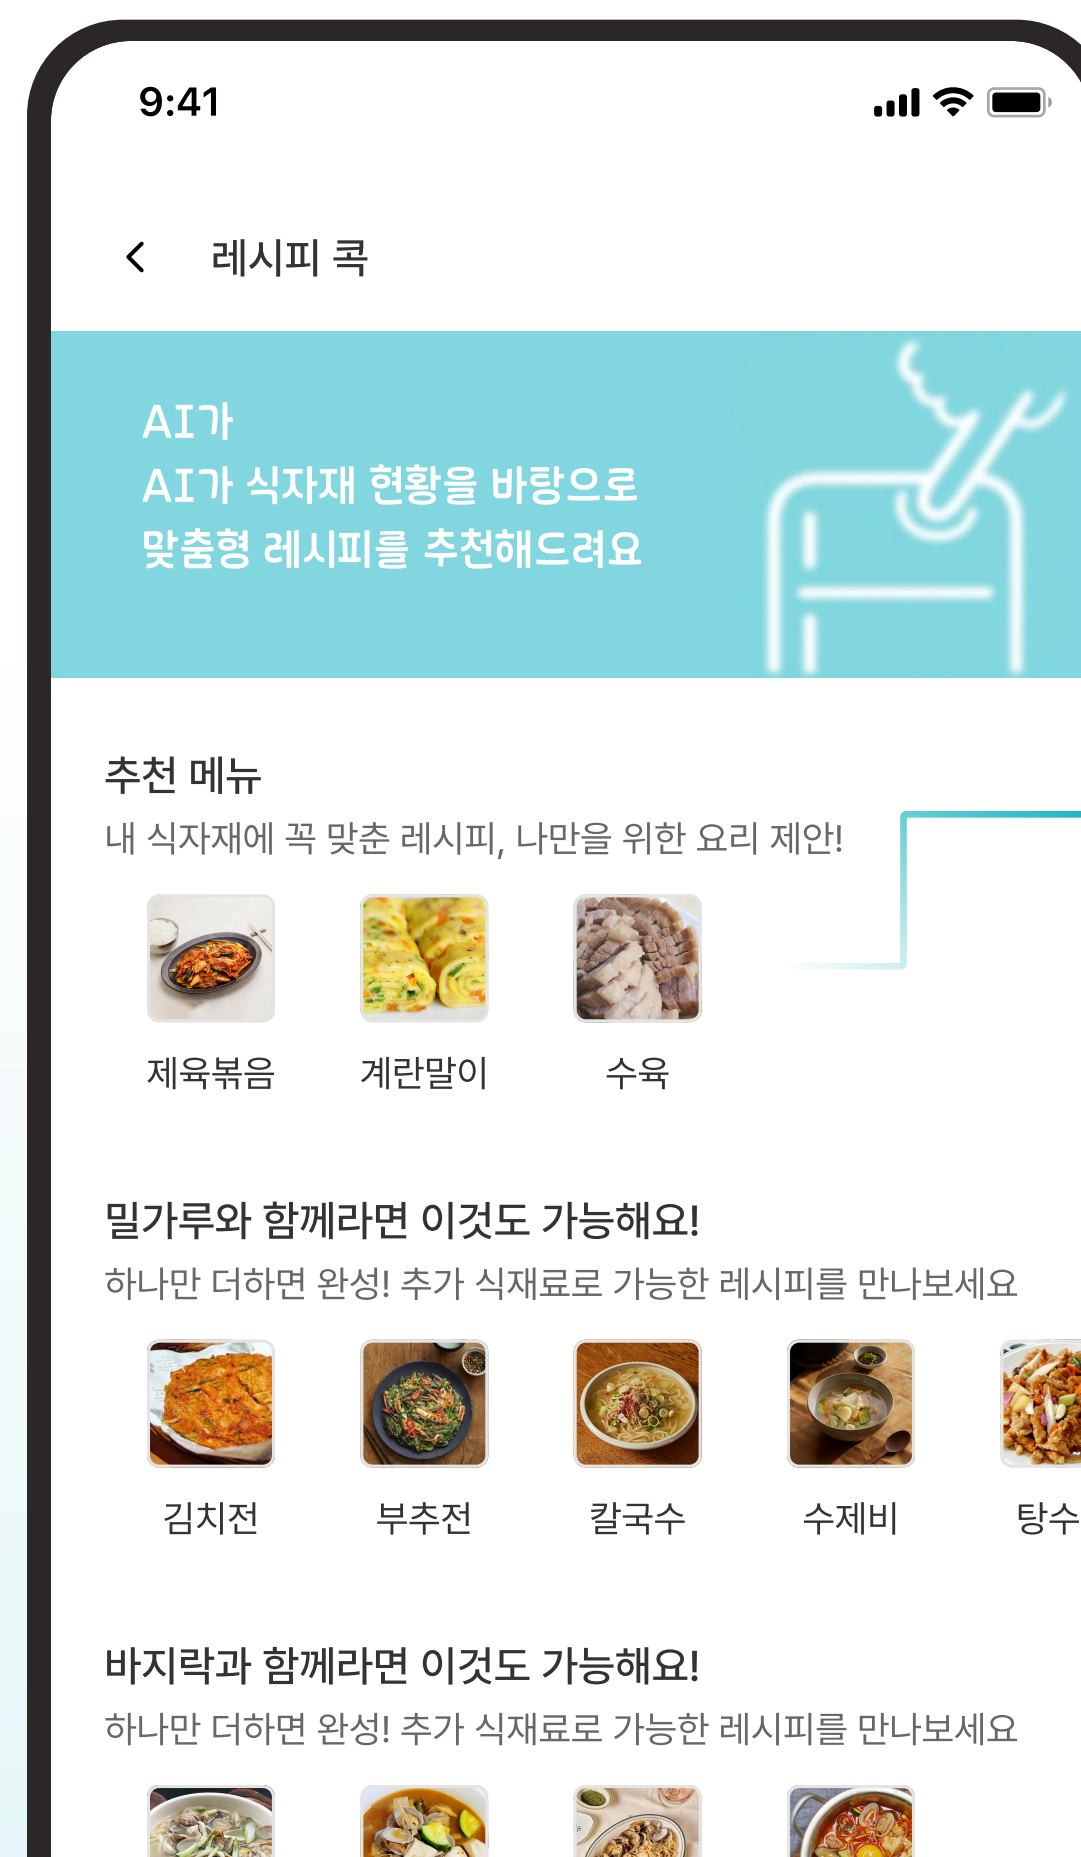 9:41
레시피 콕
AI가
AI가 식자재 현황을 바탕으로
맞춤형 레시피를 추천해드려요
추천 메뉴
내 식자재에 꼭 맞춘 레시피, 나만을 위한 요리 제안!
제육볶음 계란말이 수육
밀가루와 함께라면 이것도 가능해요!
하나만 더하면 완성! 추가 식재료로 가능한 레시피를 만나보세요
김치전 부추전 칼국수 수제비 탕수
바지락과 함께라면 이것도 가능해요!
하나만 더하면 완성! 추가 식재료로 가능한 레시피를 만나보세요